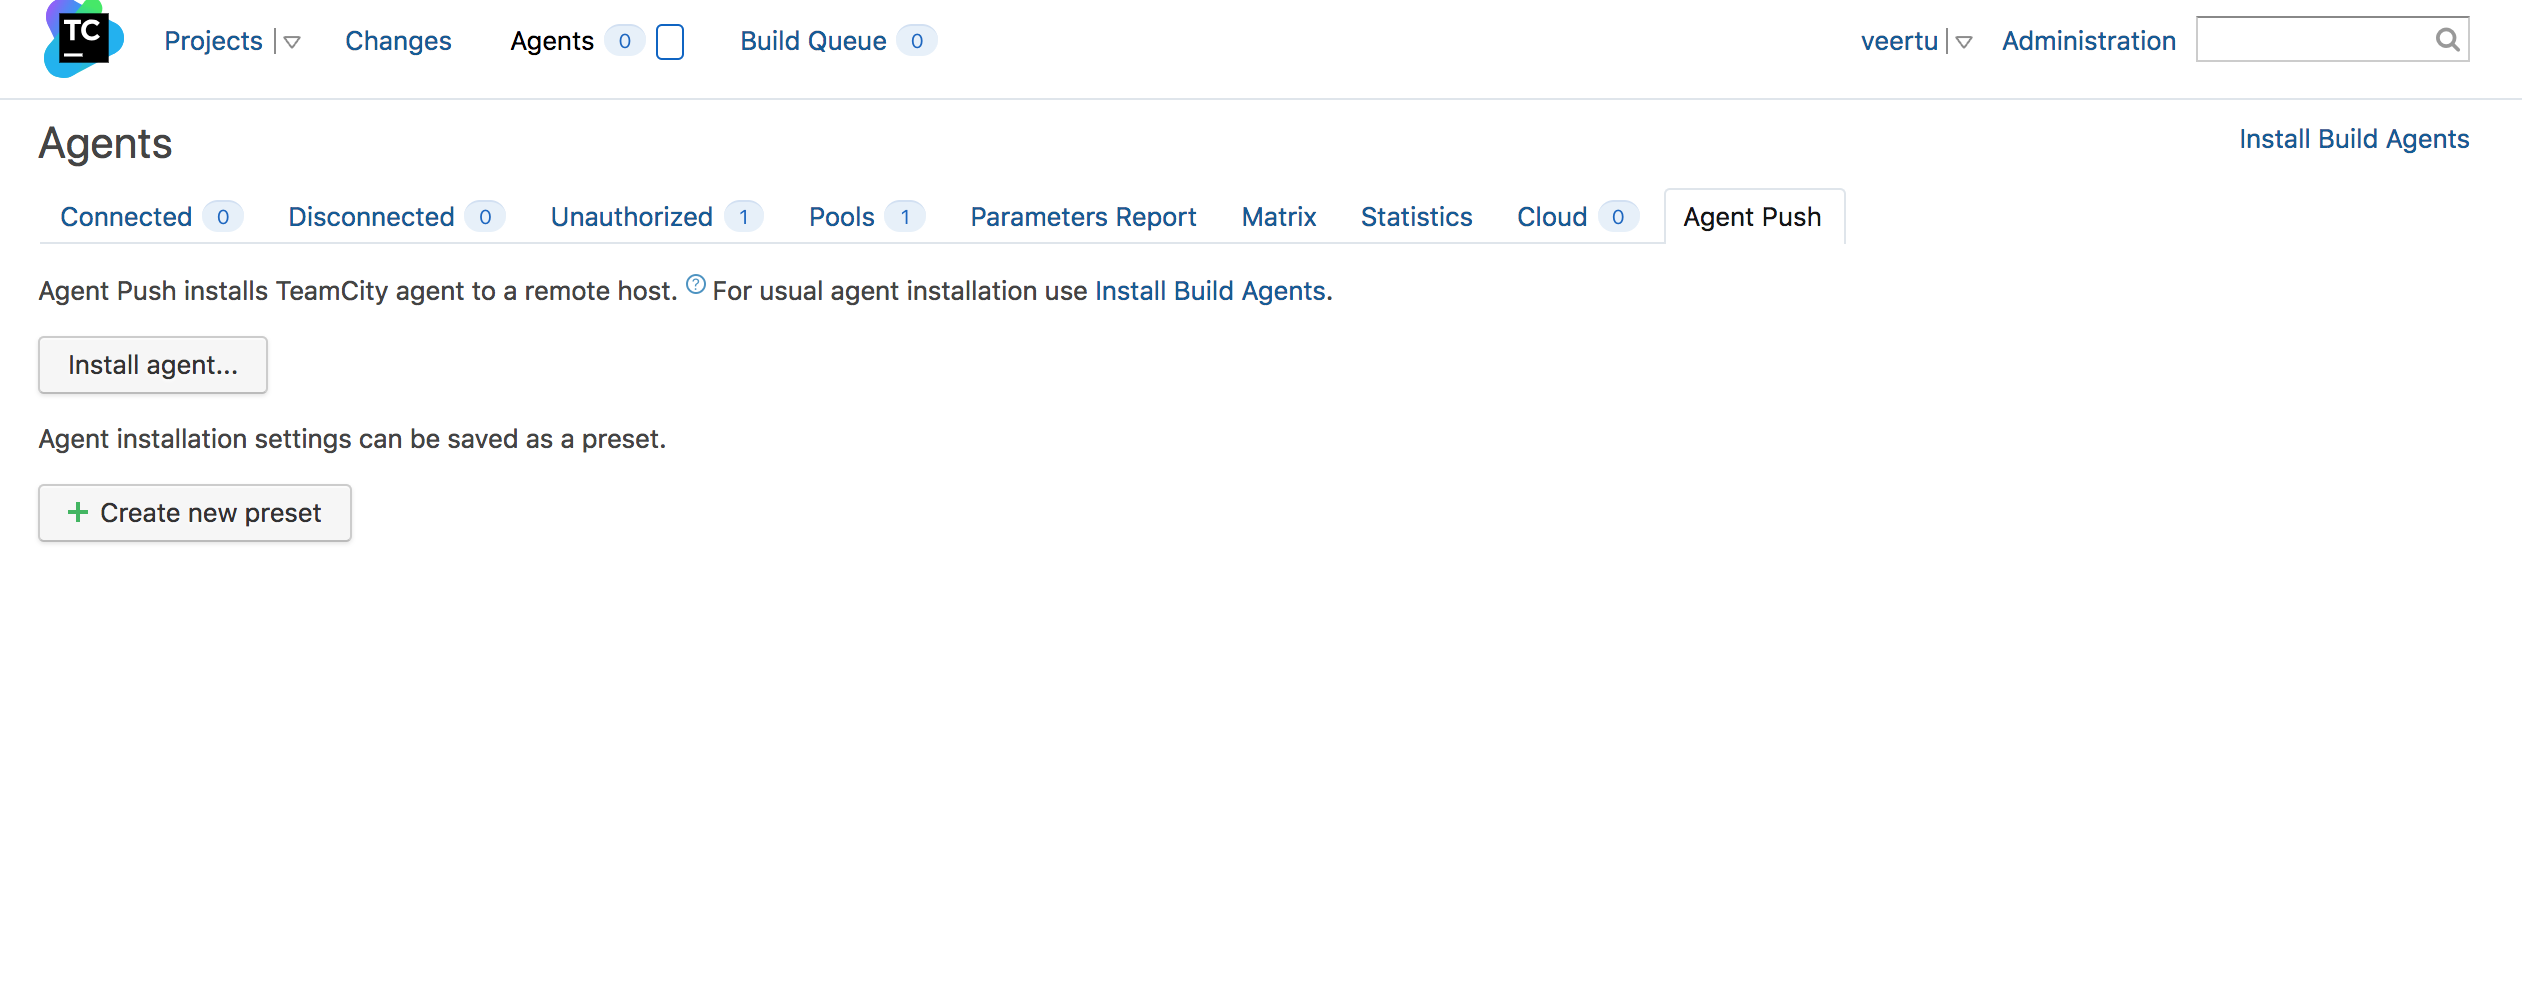 TC
Projects Changes Agents 0 Build Queue 0 veertu Administration
Agents Install Build Agents
Connected 0 Disconnected 0 Unauthorized 1 Pools 1 Parameters Report Matrix Statistics Cloud 0 Agent Push
Agent Push installs TeamCity agent to a remote host. ? For usual agent installation use Install Build Agents.
Install agent...
Agent installation settings can be saved as a preset.
+ Create new preset